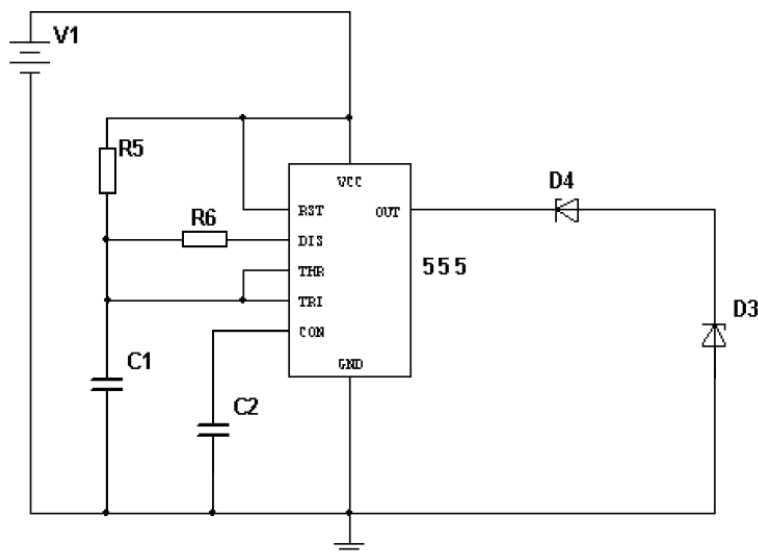 V1
R5
VCC
D4
RST
OUT
R6
DIS
555
THR
TRI
D3
CON
C1
GND
C2